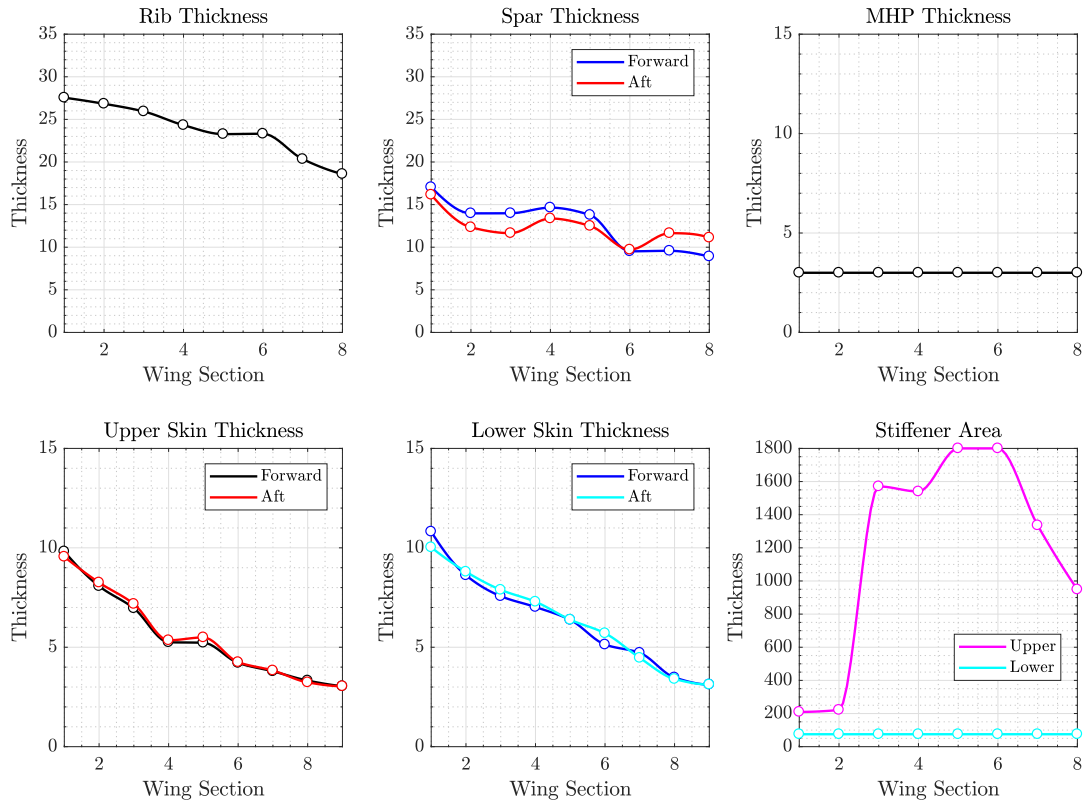 Rib Thickness
35
30
25
20
15
10
5
0
Thickness
2 4 6 8
Wing Section
Spar Thickness
35
30
25
20
15
10
5
0
Thickness
Forward
Aft
2 4 6 8
Wing Section
MHP Thickness
15
10
5
0
Thickness
2 4 6 8
Wing Section
Upper Skin Thickness
15
10
5
0
Thickness
Forward
Aft
2 4 6 8
Wing Section
Lower Skin Thickness
15
10
5
0
Thickness
Forward
Aft
2 4 6 8
Wing Section
Stiffener Area
1800
1600
1400
1200
1000
800
600
400
200
0
Thickness
Upper
Lower
2 4 6 8
Wing Section